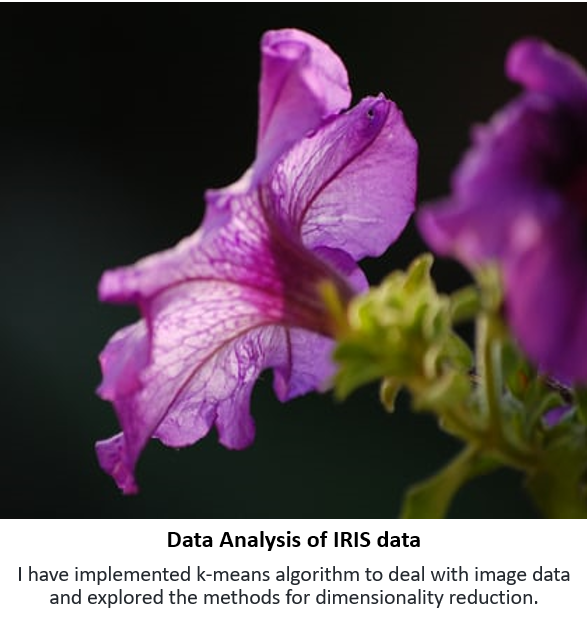 Data Analysis of IRIS data
I have implemented k-means algorithm to deal with image data
and explored the methods for dimensionality reduction.